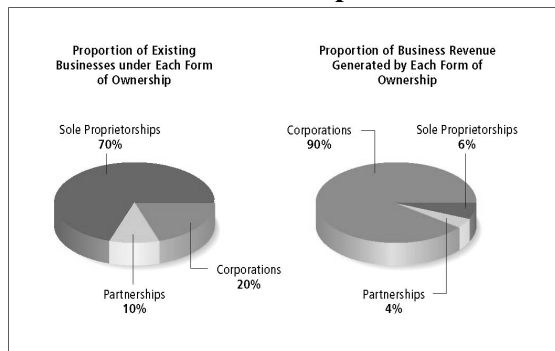 Proportion of Existing
Businesses under Each Form
of Ownership
Sole Proprietorships
70%
Corporations
20%
Partnerships
10%
Proportion of Business Revenue
Generated by Each Form of
Ownership
Corporations
90%
Sole Proprietorships
6%
Partnerships
4%